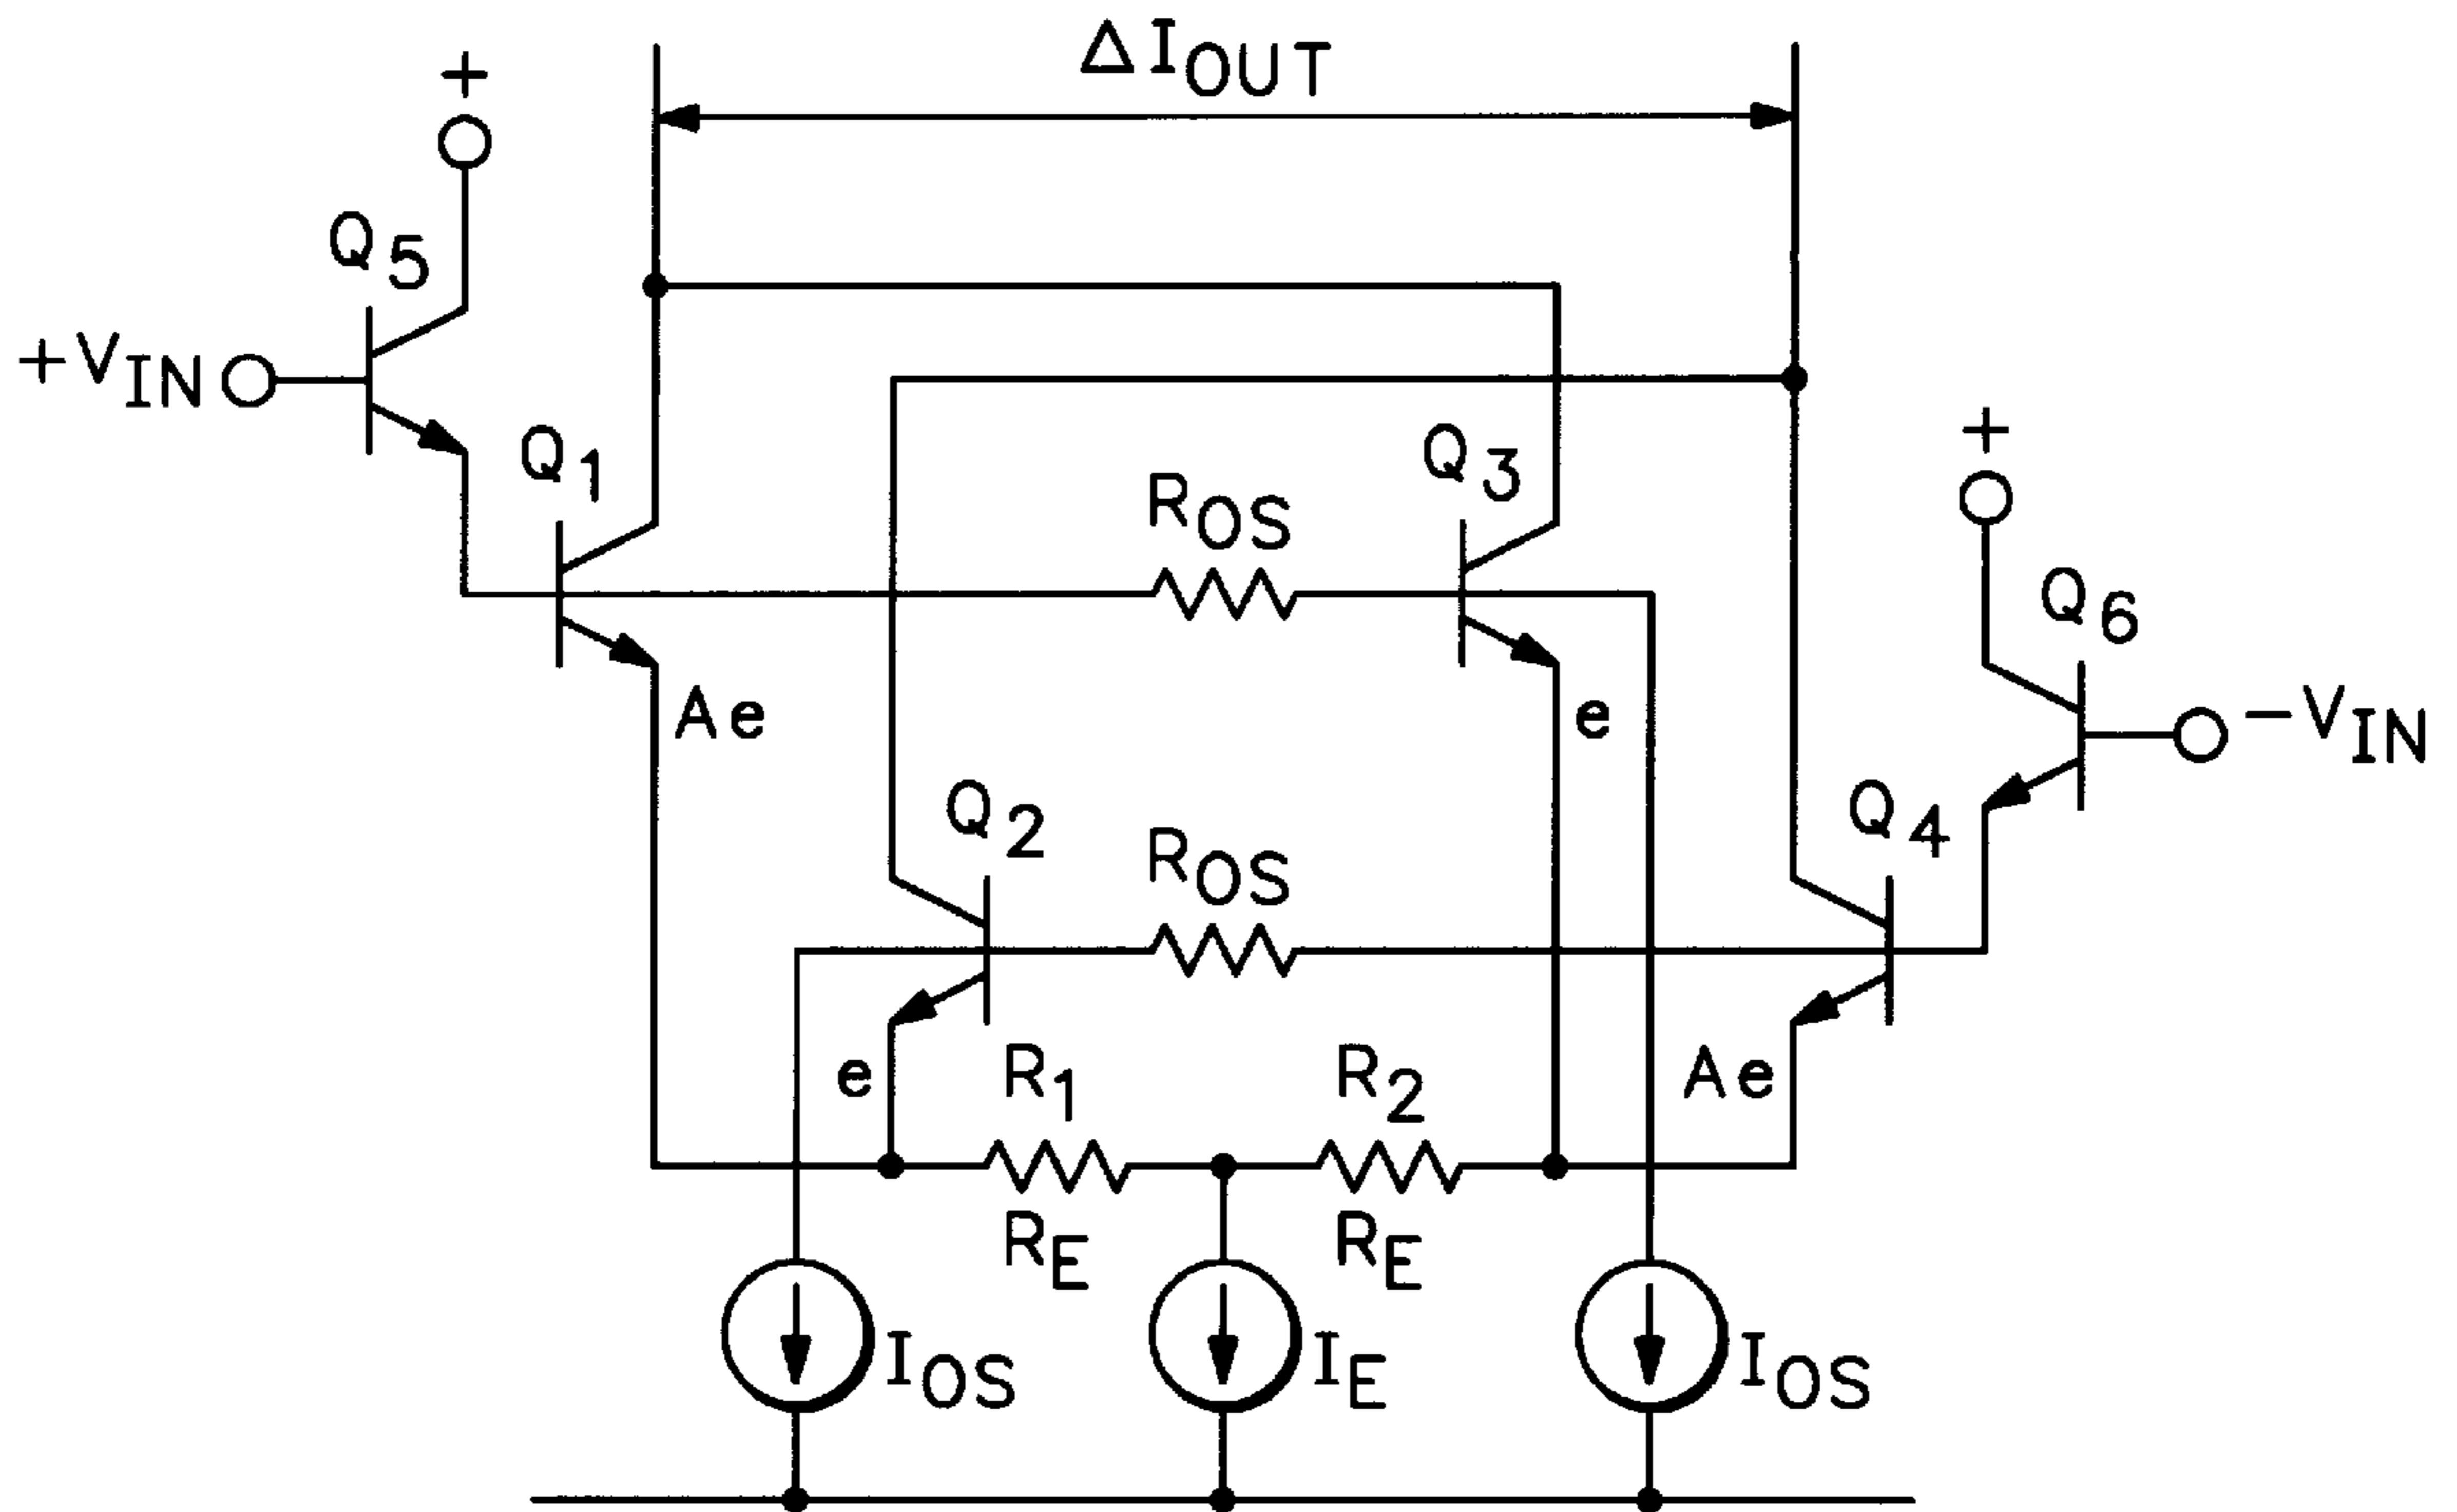 ΔI_OUT
+
Q5
+V_IN
Q1
Q3
R_OS
+
Q6
Ae
e
-V_IN
Q2
R_OS
Q4
e
R1
R2
Ae
R_E
R_E
I_OS
I_E
I_OS